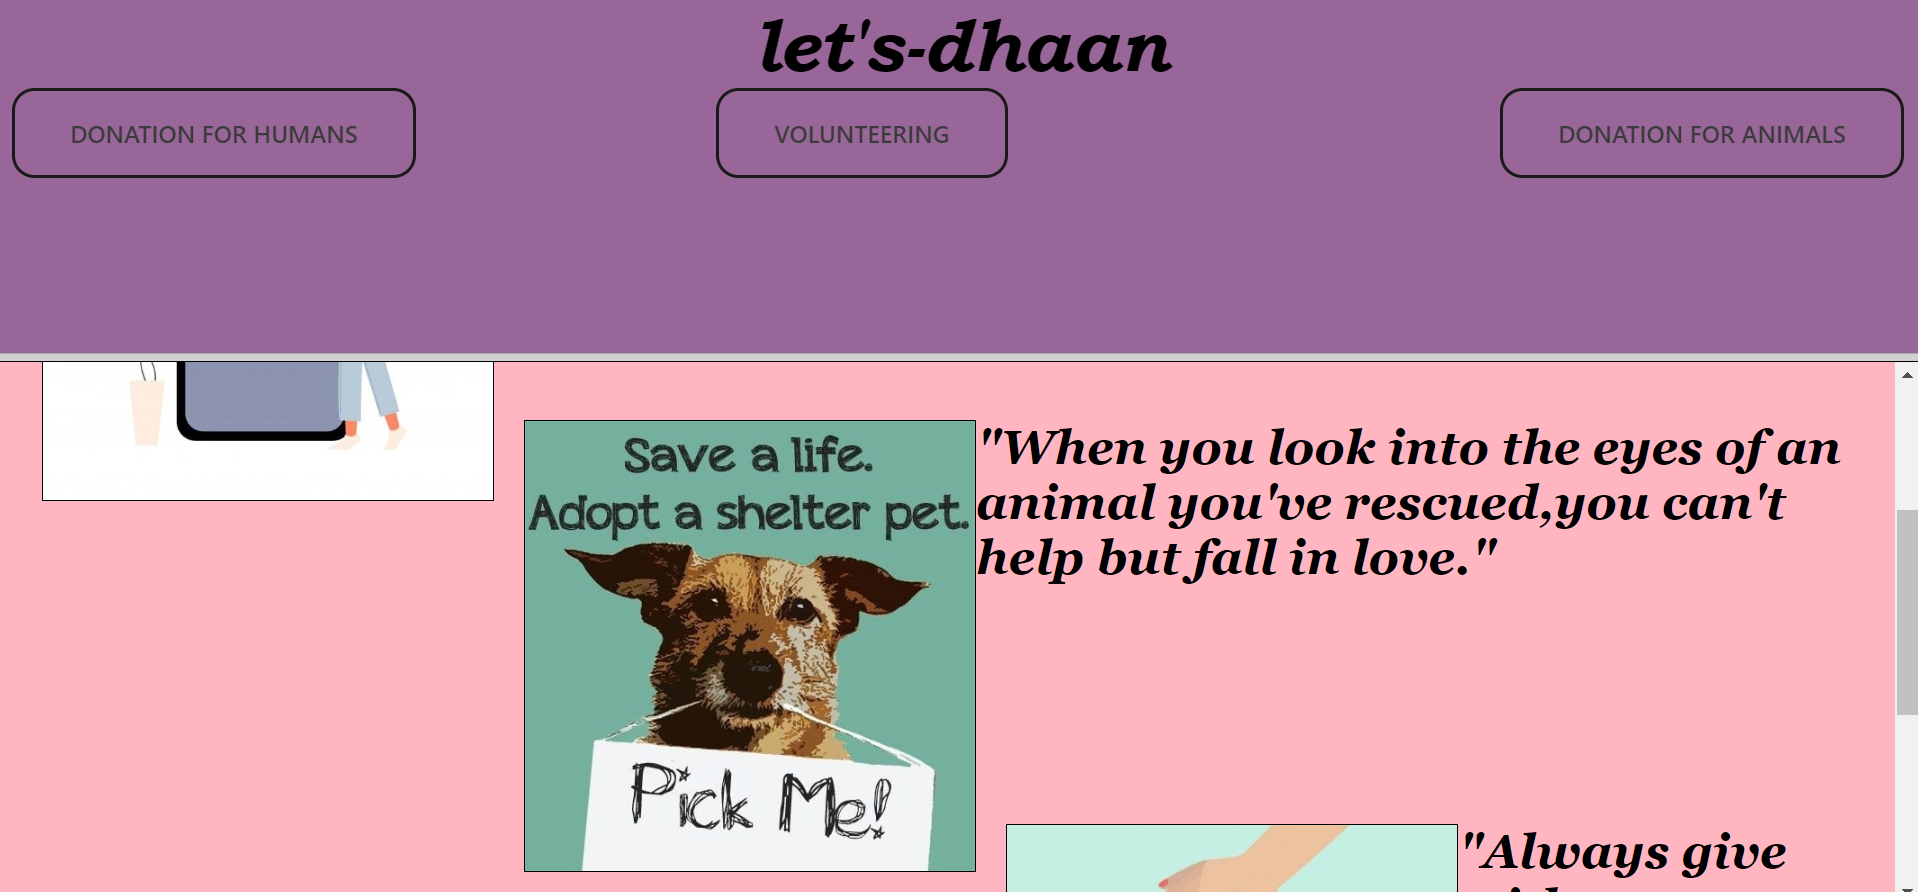 let's-dhaan
DONATION FOR HUMANS
VOLUNTEERING
DONATION FOR ANIMALS
Save a life.
Adopt a shelter pet.
Pick Me!
"When you look into the eyes of an
animal you've rescued,you can't
help but fall in love."
"Always give